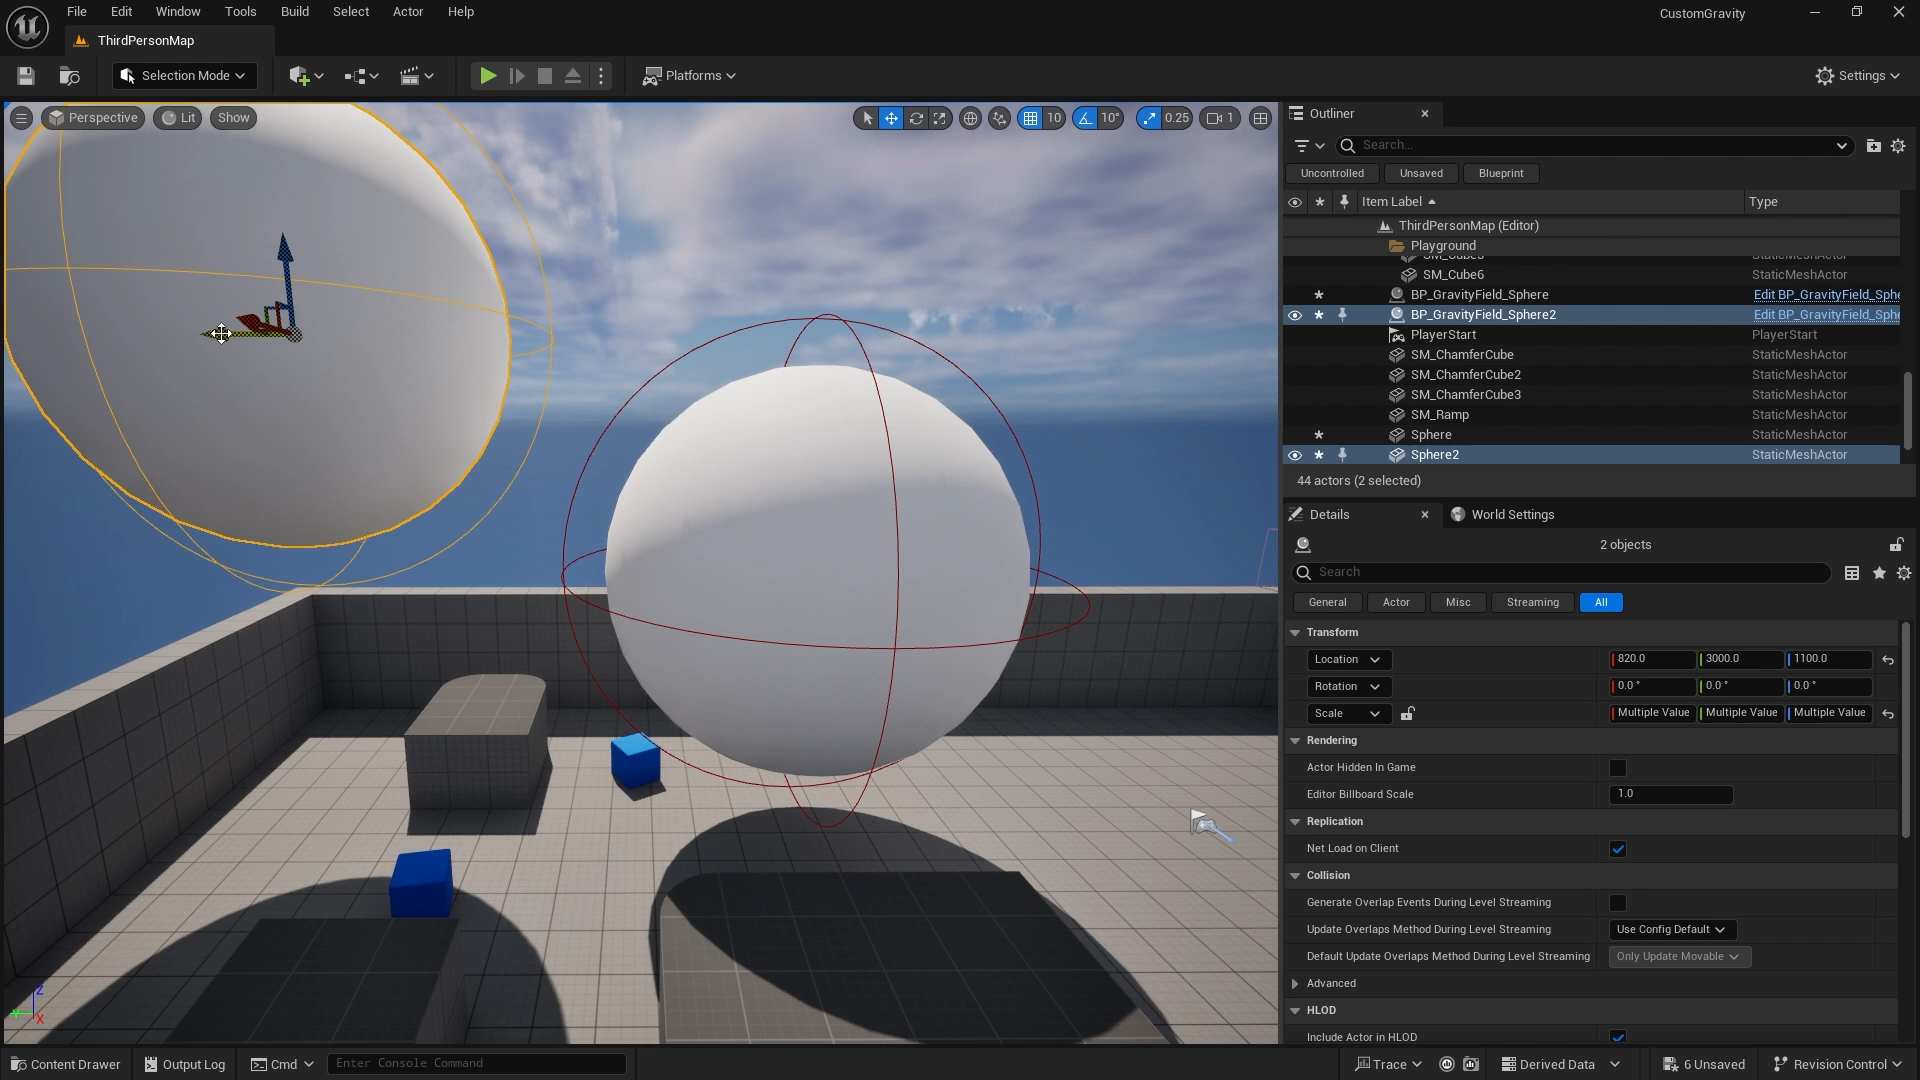 File Edit Window Tools Build Select Actor Help
CustomGravity
ThirdPersonMap
Selection Mode
Platforms
Settings
Perspective Lit Show
10 10° 0.25 1
Outliner
Search...
Uncontrolled Unsaved Blueprint
Item Label Type
ThirdPersonMap (Editor)
Playground
SM_Cube6 StaticMeshActor
BP_GravityField_Sphere Edit BP_GravityField_Sphe
BP_GravityField_Sphere2 Edit BP_GravityField_Sphe
PlayerStart PlayerStart
SM_ChamferCube StaticMeshActor
SM_ChamferCube2 StaticMeshActor
SM_ChamferCube3 StaticMeshActor
SM_Ramp StaticMeshActor
Sphere StaticMeshActor
Sphere2 StaticMeshActor
44 actors (2 selected)
Details World Settings
2 objects
Search
General Actor Misc Streaming All
Transform
Location 820.0 3000.0 1100.0
Rotation 0.0 ° 0.0 ° 0.0 °
Scale Multiple Value Multiple Value Multiple Value
Rendering
Actor Hidden In Game
Editor Billboard Scale 1.0
Replication
Net Load on Client
Collision
Generate Overlap Events During Level Streaming
Update Overlaps Method During Level Streaming Use Config Default
Default Update Overlaps Method During Level Streaming Only Update Movable
Advanced
HLOD
Include Actor in HLOD
Z
Y
X
Content Drawer Output Log Cmd Enter Console Command Trace Derived Data 6 Unsaved Revision Control